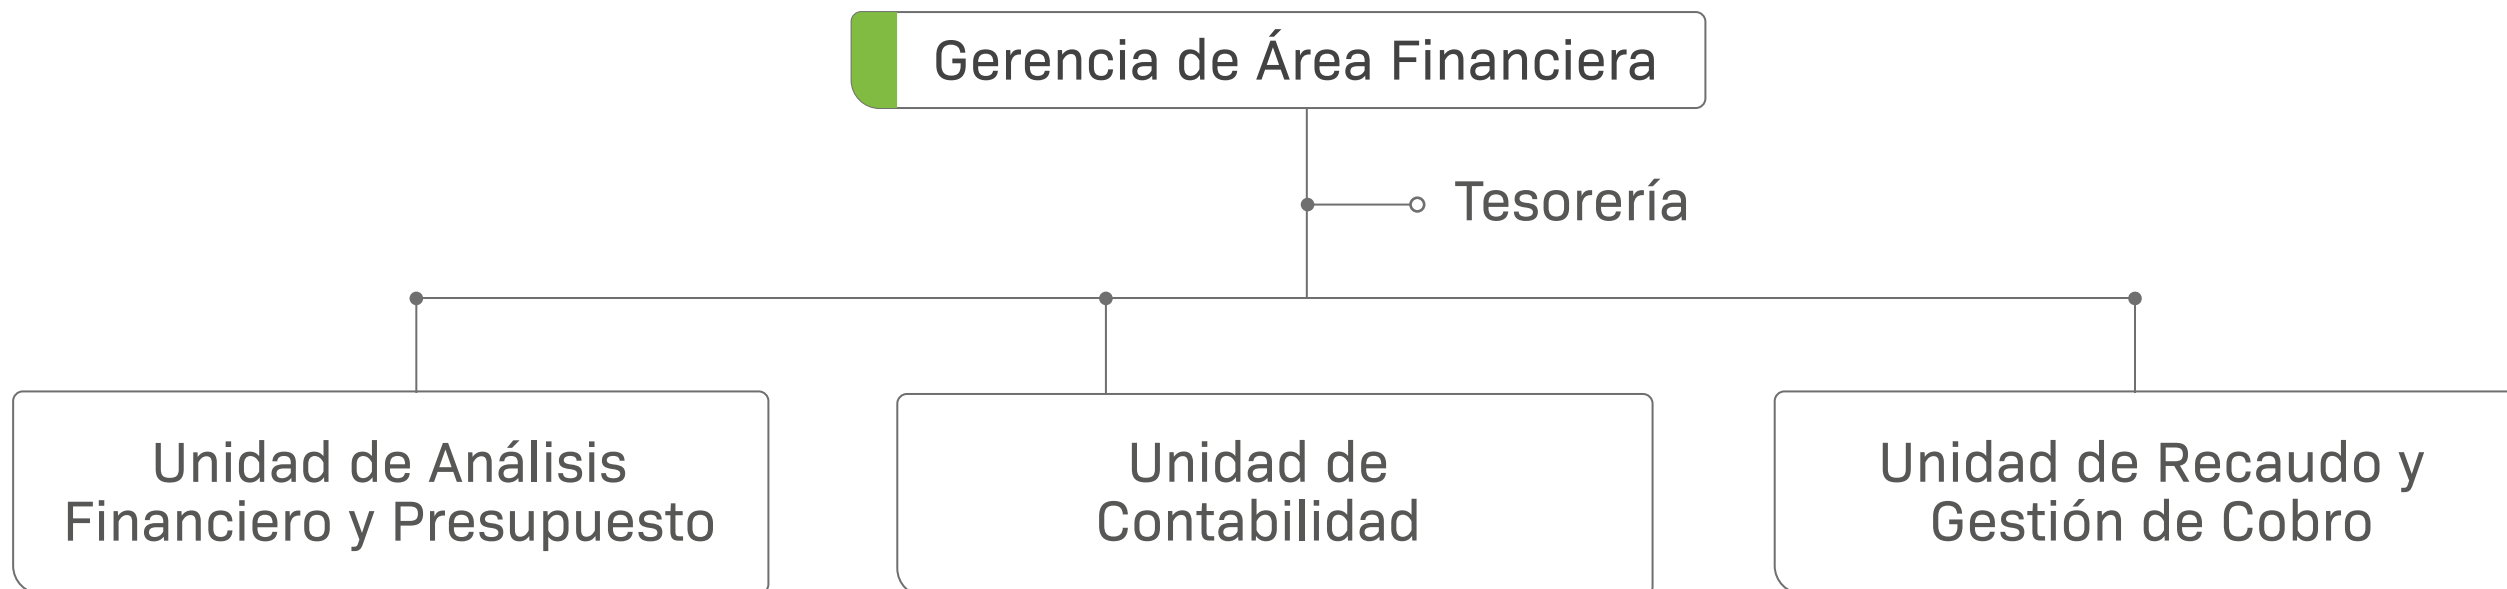 Gerencia de Área Financiera
Tesorería
Unidad de Análisis
Financiero y Presupuesto
Unidad de
Contabilidad
Unidad de Recaudo y
Gestión de Cobro